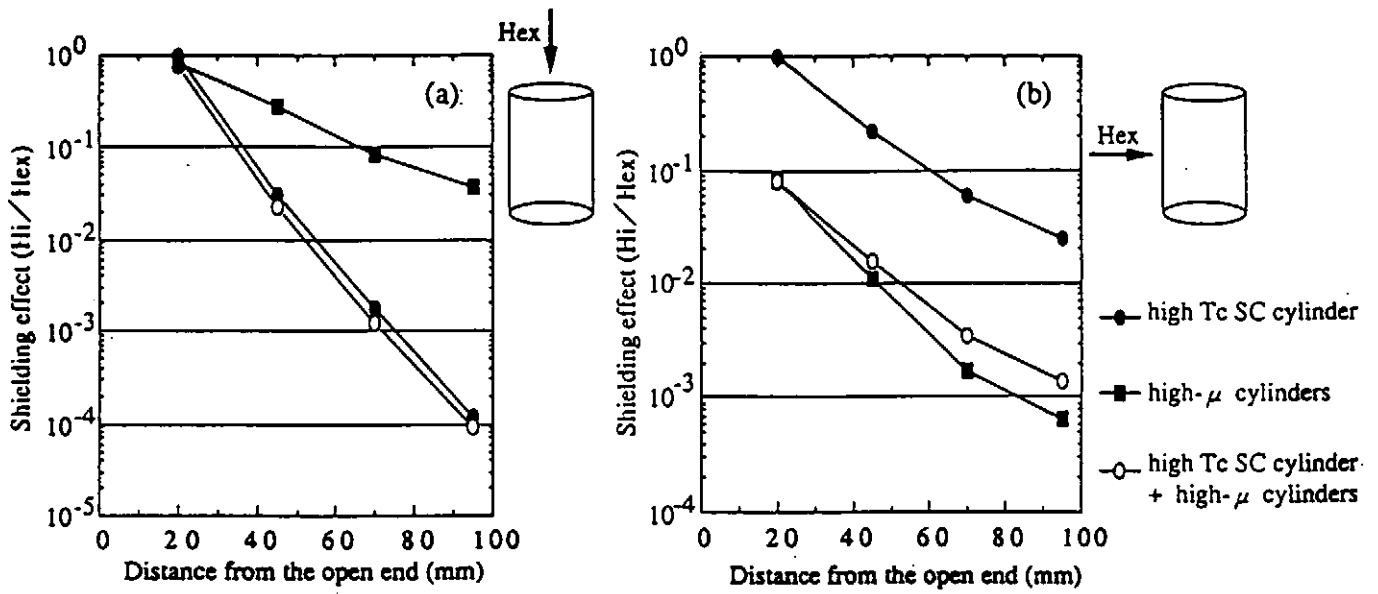 Hex
10^0
(a)
10^-1
10^-2
10^-3
10^-4
10^-5
Shielding effect (Hi/Hex)
0 20 40 60 80 100
Distance from the open end (mm)
10^0
(b)
10^-1
10^-2
10^-3
10^-4
Shielding effect (Hi/Hex)
0 20 40 60 80 100
Distance from the open end (mm)
Hex
high Tc SC cylinder
high-μ cylinders
high Tc SC cylinder
+ high-μ cylinders